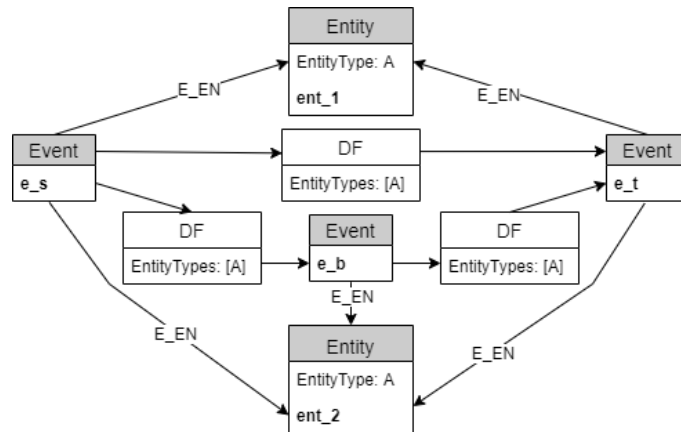 Entity
EntityType: A
ent_1
E_EN
E_EN
Event
e_s
DF
EntityTypes: [A]
Event
e_t
DF
EntityTypes: [A]
Event
e_b
DF
EntityTypes: [A]
E_EN
E_EN
E_EN
Entity
EntityType: A
ent_2